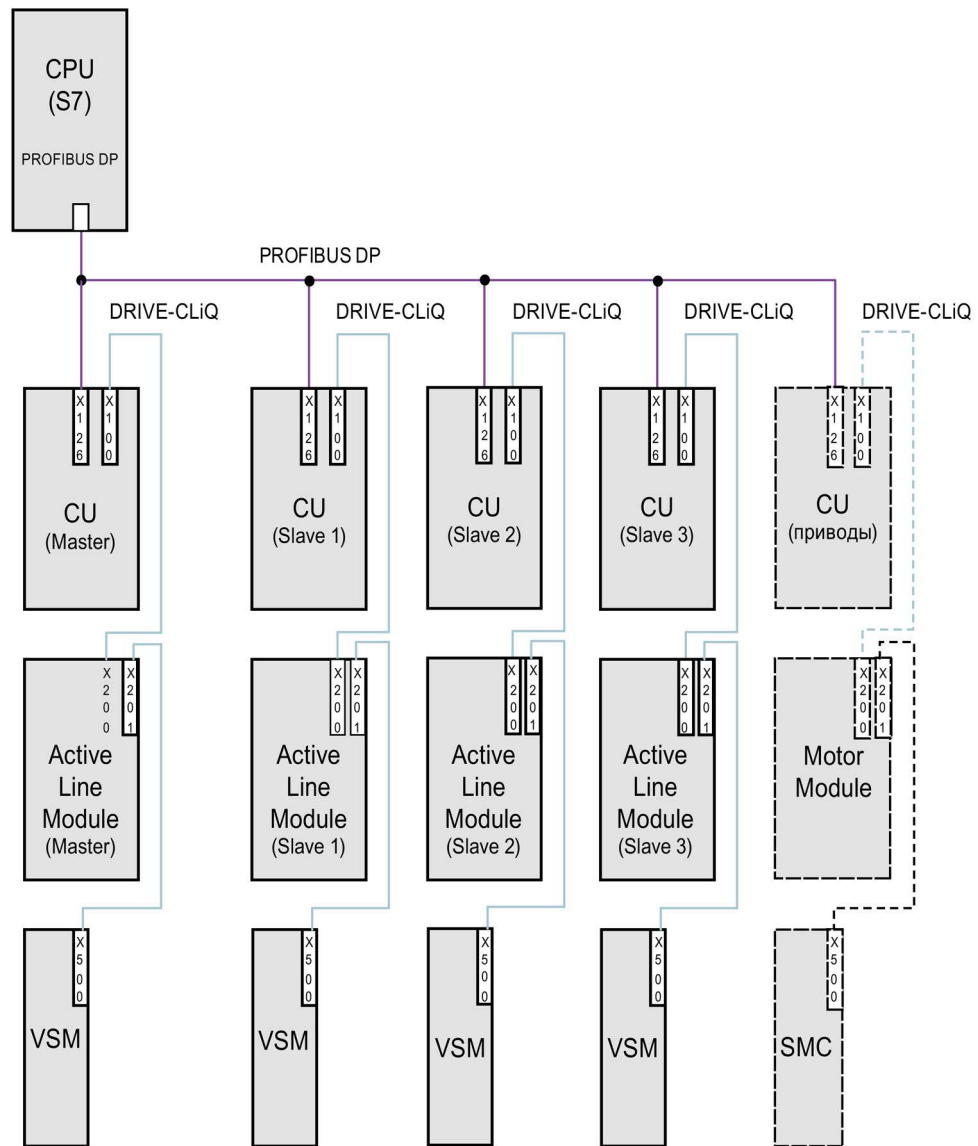 CPU
(S7)
PROFIBUS DP
PROFIBUS DP
DRIVE-CLiQ
DRIVE-CLiQ
DRIVE-CLiQ
DRIVE-CLiQ
DRIVE-CLiQ
X126
X100
CU
(Master)
X126
X100
CU
(Slave 1)
X126
X100
CU
(Slave 2)
X126
X100
CU
(Slave 3)
X126
X100
CU
(приводы)
X200
X201
Active
Line
Module
(Master)
X200
X201
Active
Line
Module
(Slave 1)
X200
X201
Active
Line
Module
(Slave 2)
X200
X201
Active
Line
Module
(Slave 3)
X200
X201
Motor
Module
X500
VSM
X500
VSM
X500
VSM
X500
VSM
X500
SMC